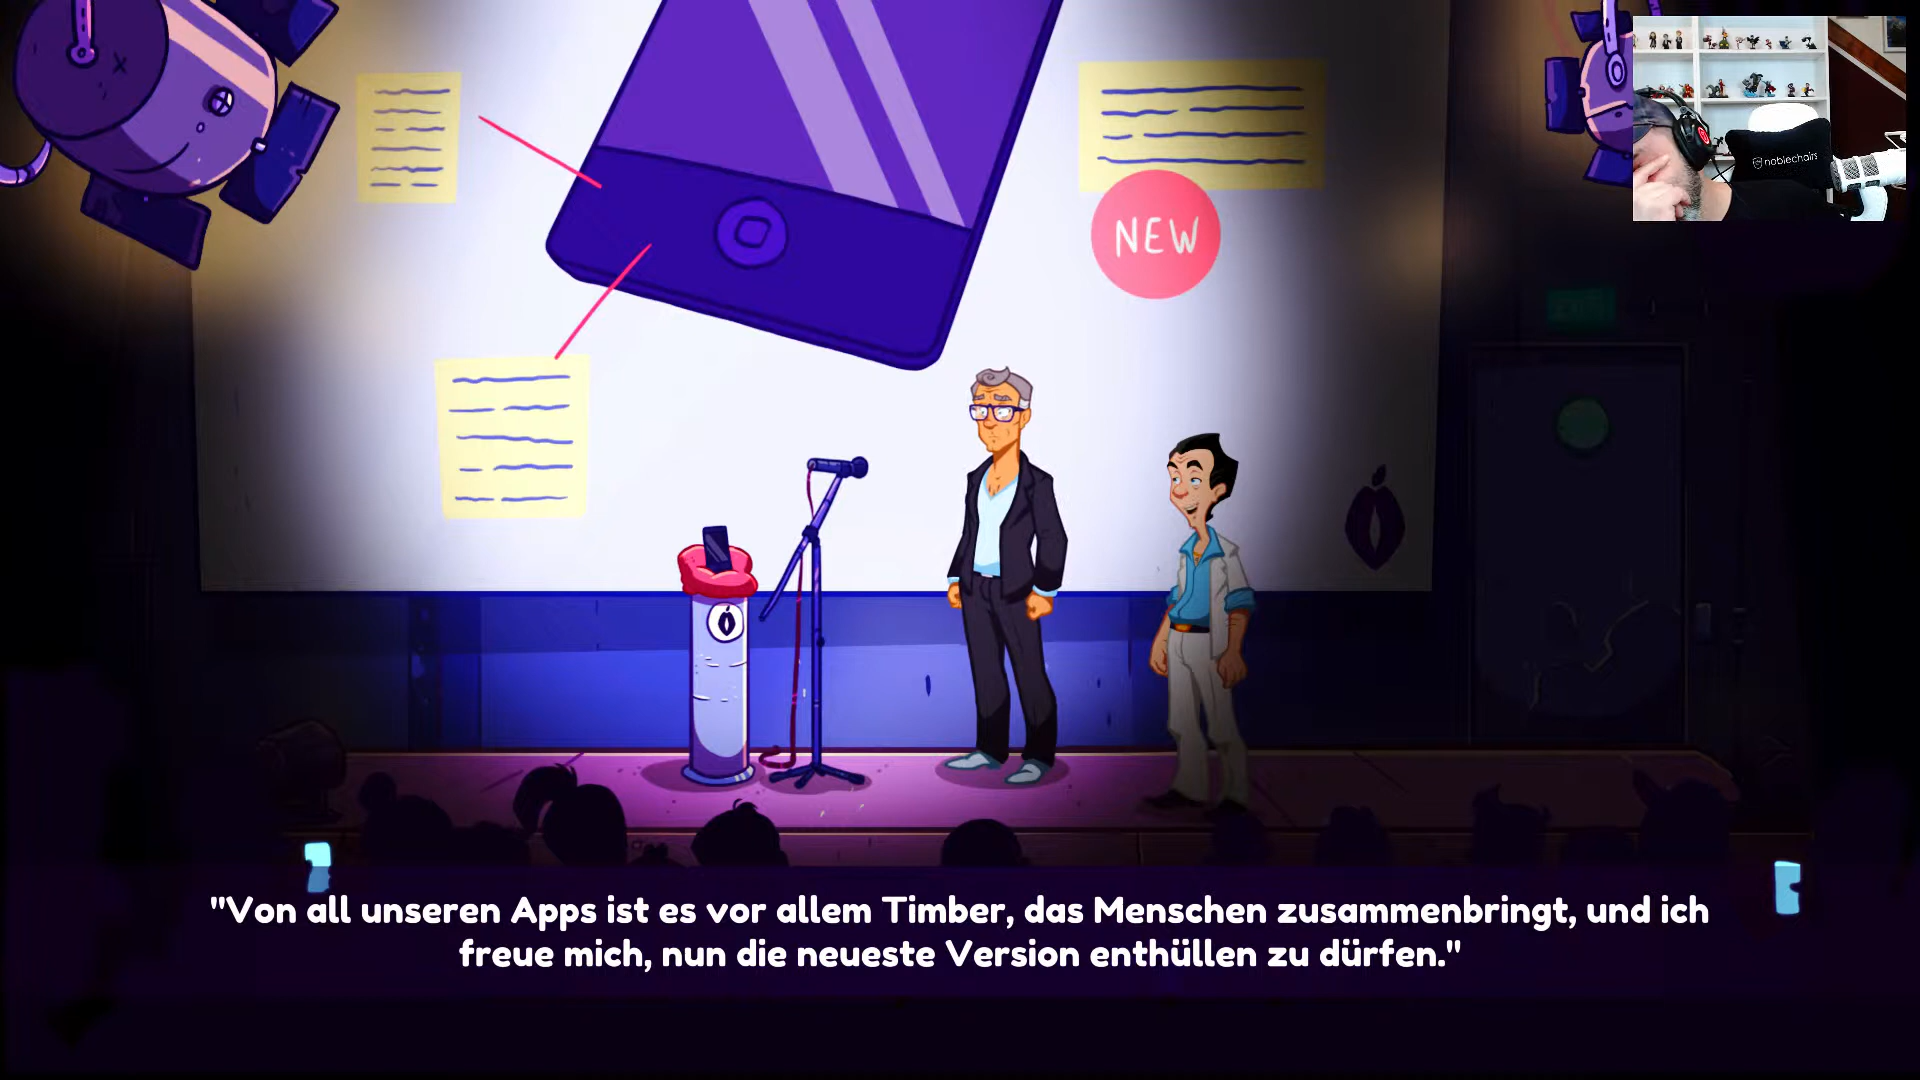 NEW
EXIT
noblechairs
"Von all unseren Apps ist es vor allem Timber, das Menschen zusammenbringt, und ich
freue mich, nun die neueste Version enthüllen zu dürfen."